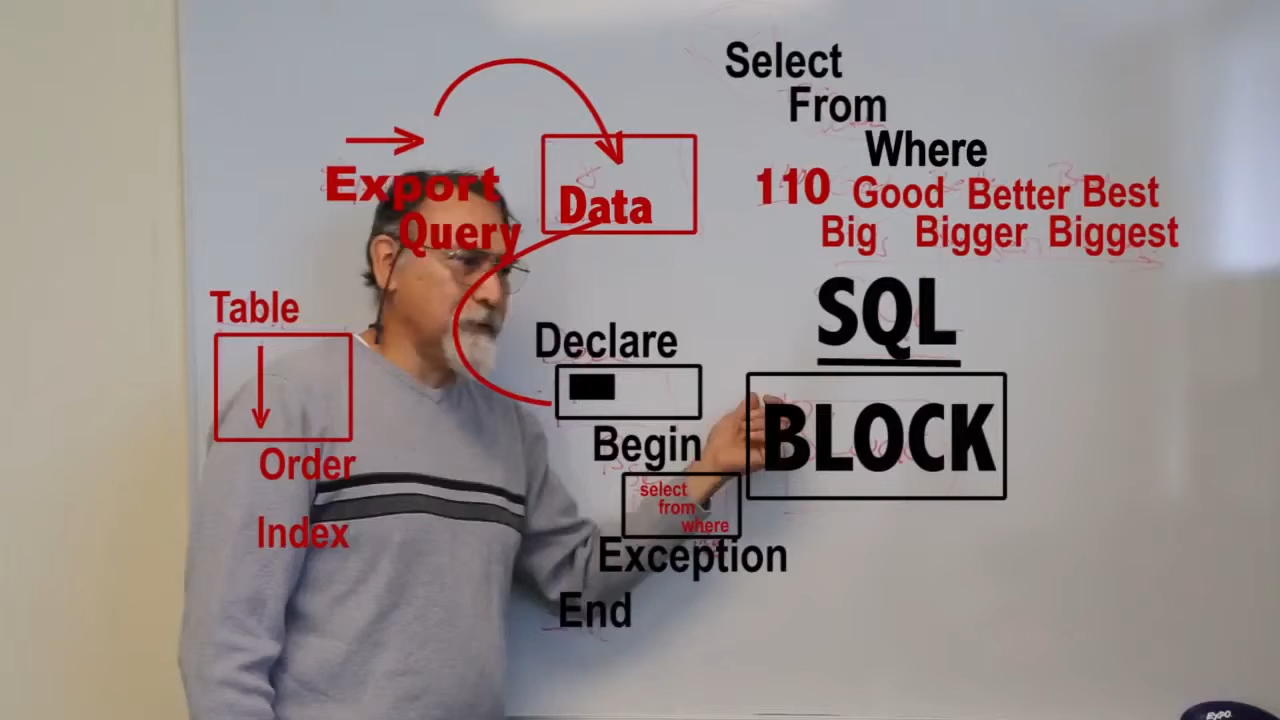 Select
From
Where
110 Good Better Best
Big Bigger Biggest
Export
Query
Data
Table
Order
Index
Declare
Begin
select
from
where
Exception
End
SQL
BLOCK
EXPO